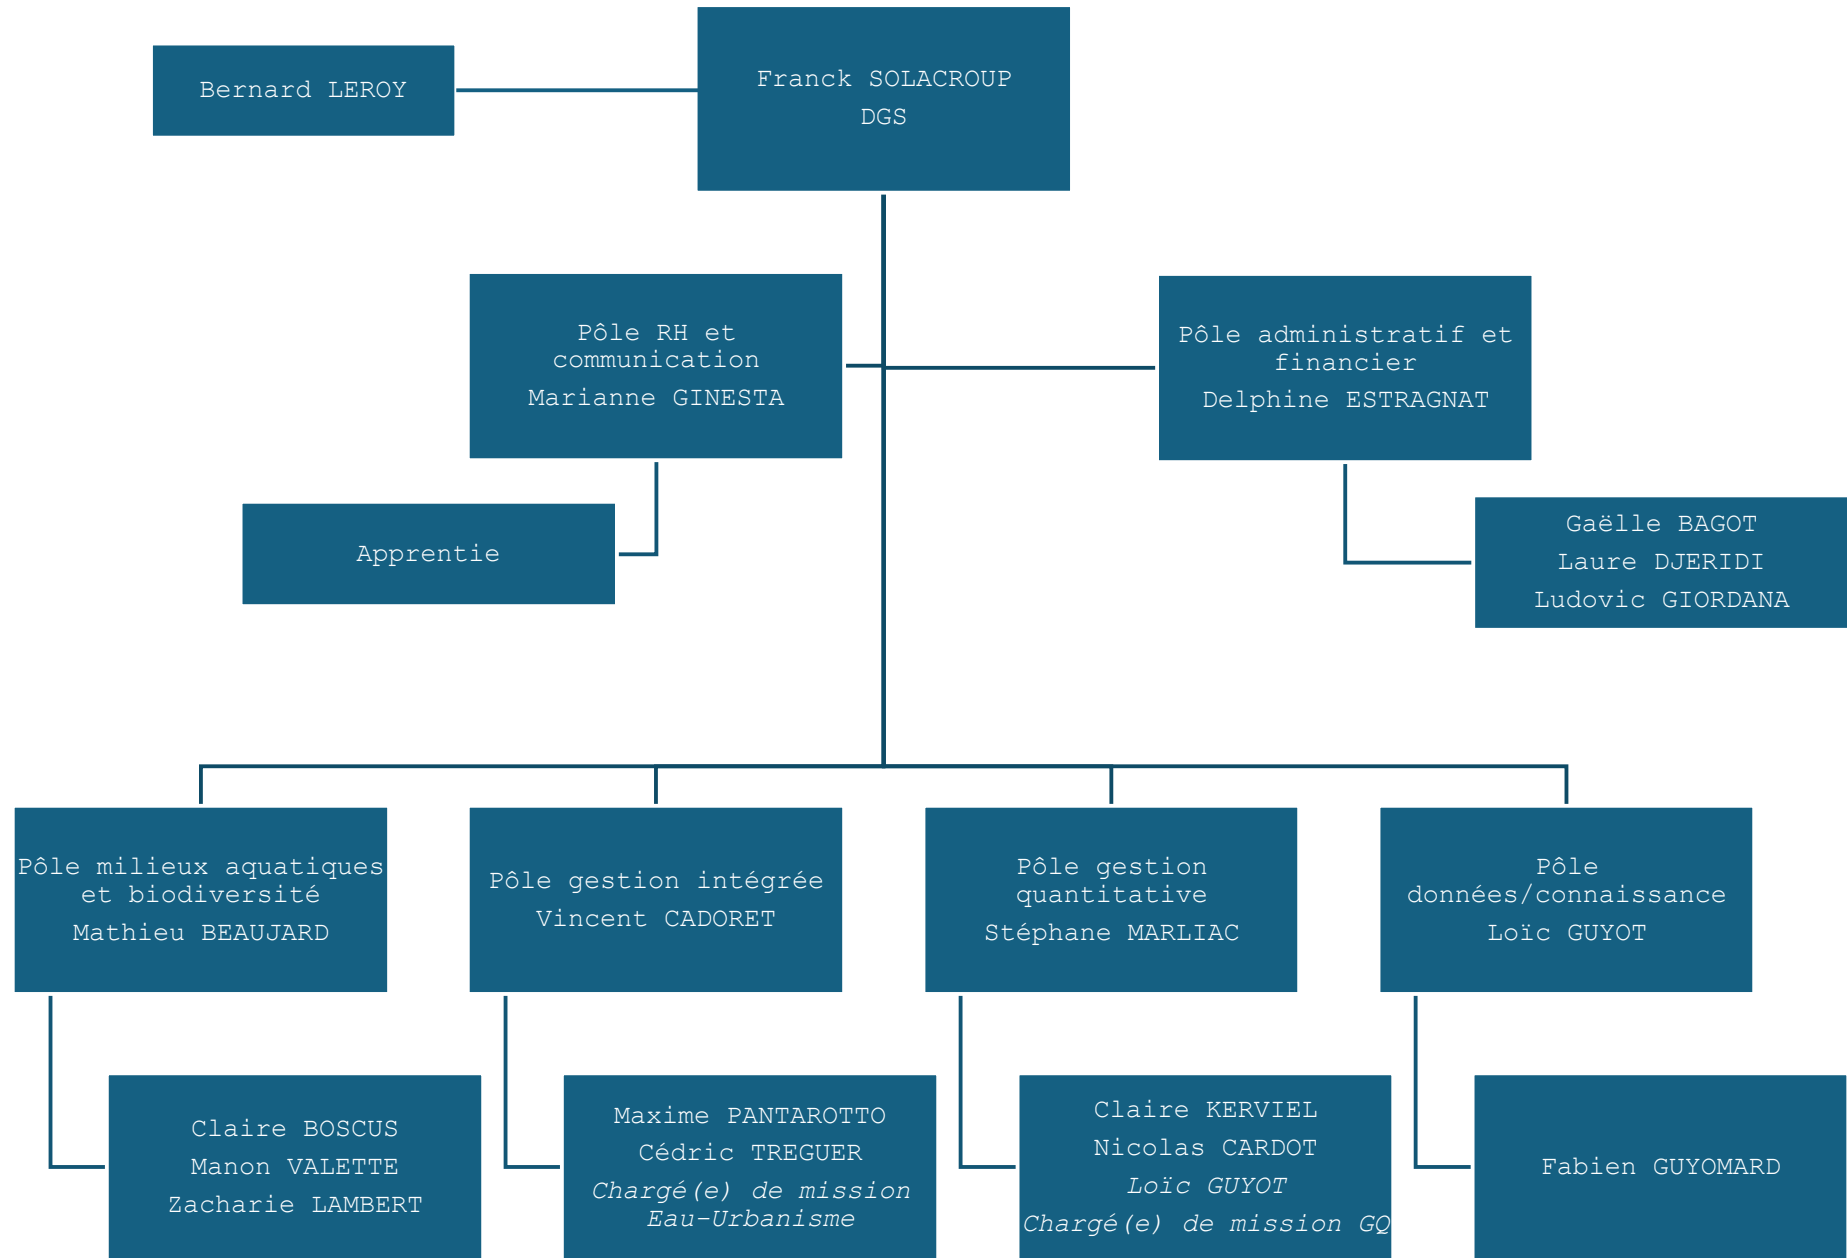 Bernard LEROY
Franck SOLACROUP
DGS
Pôle RH et
communication
Marianne GINESTA
Pôle administratif et
financier
Delphine ESTRAGNAT
Apprentie
Gaëlle BAGOT
Laure DJERIDI
Ludovic GIORDANA
Pôle milieux aquatiques
et biodiversité
Mathieu BEAUJARD
Pôle gestion intégrée
Vincent CADORET
Pôle gestion
quantitative
Stéphane MARLIAC
Pôle
données/connaissance
Loïc GUYOT
Claire BOSCUS
Manon VALETTE
Zacharie LAMBERT
Maxime PANTAROTTO
Cédric TREGUER
Chargé(e) de mission
Eau-Urbanisme
Claire KERVIEL
Nicolas CARDOT
Loïc GUYOT
Chargé(e) de mission GQ
Fabien GUYOMARD